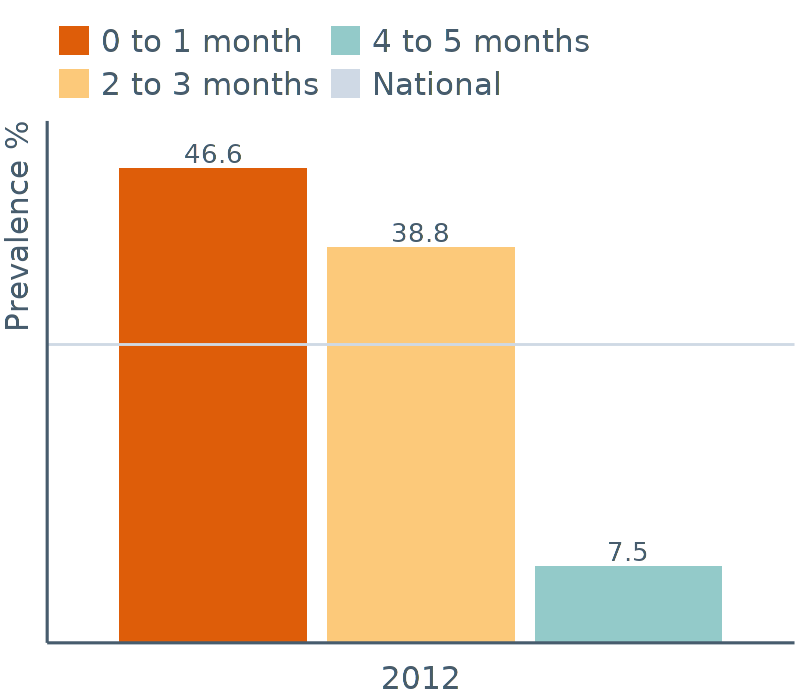 0 to 1 month
4 to 5 months
2 to 3 months
National
Prevalence %
46.6
38.8
7.5
2012